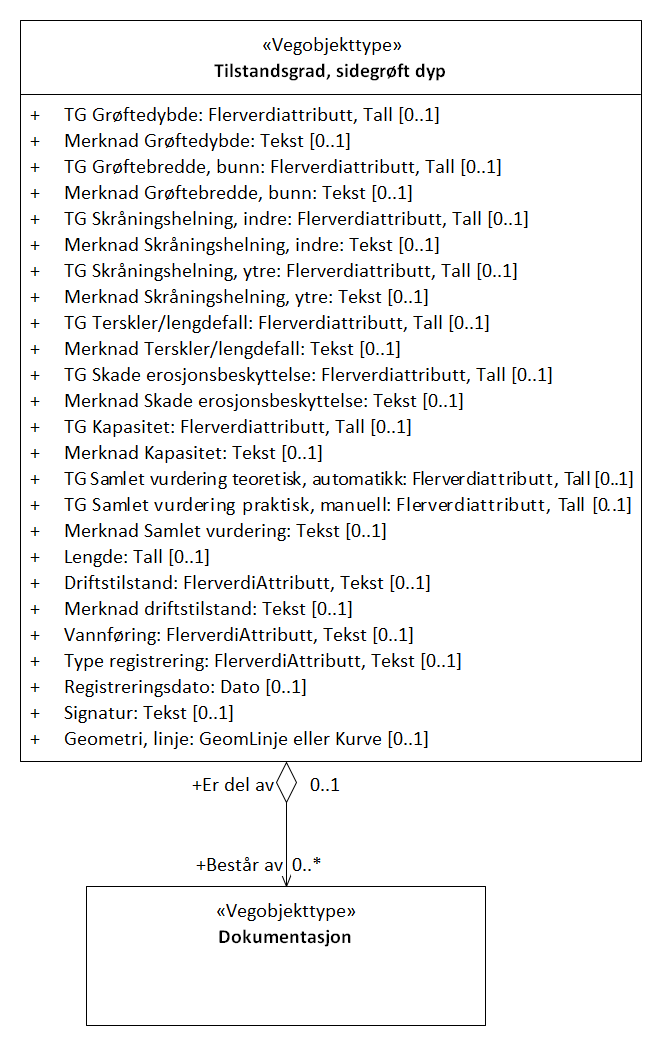 «Vegobjekttype»
Tilstandsgrad, sidegrøft dyp
+ TG Grøftedybde: Flerverdiattributt, Tall [0..1]
+ Merknad Grøftedybde: Tekst [0..1]
+ TG Grøftebredde, bunn: Flerverdiattributt, Tall [0..1]
+ Merknad Grøftebredde, bunn: Tekst [0..1]
+ TG Skråningshelning, indre: Flerverdiattributt, Tall [0..1]
+ Merknad Skråningshelning, indre: Tekst [0..1]
+ TG Skråningshelning, ytre: Flerverdiattributt, Tall [0..1]
+ Merknad Skråningshelning, ytre: Tekst [0..1]
+ TG Terskler/lengdefall: Flerverdiattributt, Tall [0..1]
+ Merknad Terskler/lengdefall: Tekst [0..1]
+ TG Skade erosjonsbeskyttelse: Flerverdiattributt, Tall [0..1]
+ Merknad Skade erosjonsbeskyttelse: Tekst [0..1]
+ TG Kapasitet: Flerverdiattributt, Tall [0..1]
+ Merknad Kapasitet: Tekst [0..1]
+ TG Samlet vurdering teoretisk, automatikk: Flerverdiattributt, Tall [0..1]
+ TG Samlet vurdering praktisk, manuell: Flerverdiattributt, Tall [0..1]
+ Merknad Samlet vurdering: Tekst [0..1]
+ Lengde: Tall [0..1]
+ Driftstilstand: FlerverdiAttributt, Tekst [0..1]
+ Merknad driftstilstand: Tekst [0..1]
+ Vannføring: FlerverdiAttributt, Tekst [0..1]
+ Type registrering: FlerverdiAttributt, Tekst [0..1]
+ Registreringsdato: Dato [0..1]
+ Signatur: Tekst [0..1]
+ Geometri, linje: GeomLinje eller Kurve [0..1]
+Er del av 0..1
+Består av 0..*
«Vegobjekttype»
Dokumentasjon